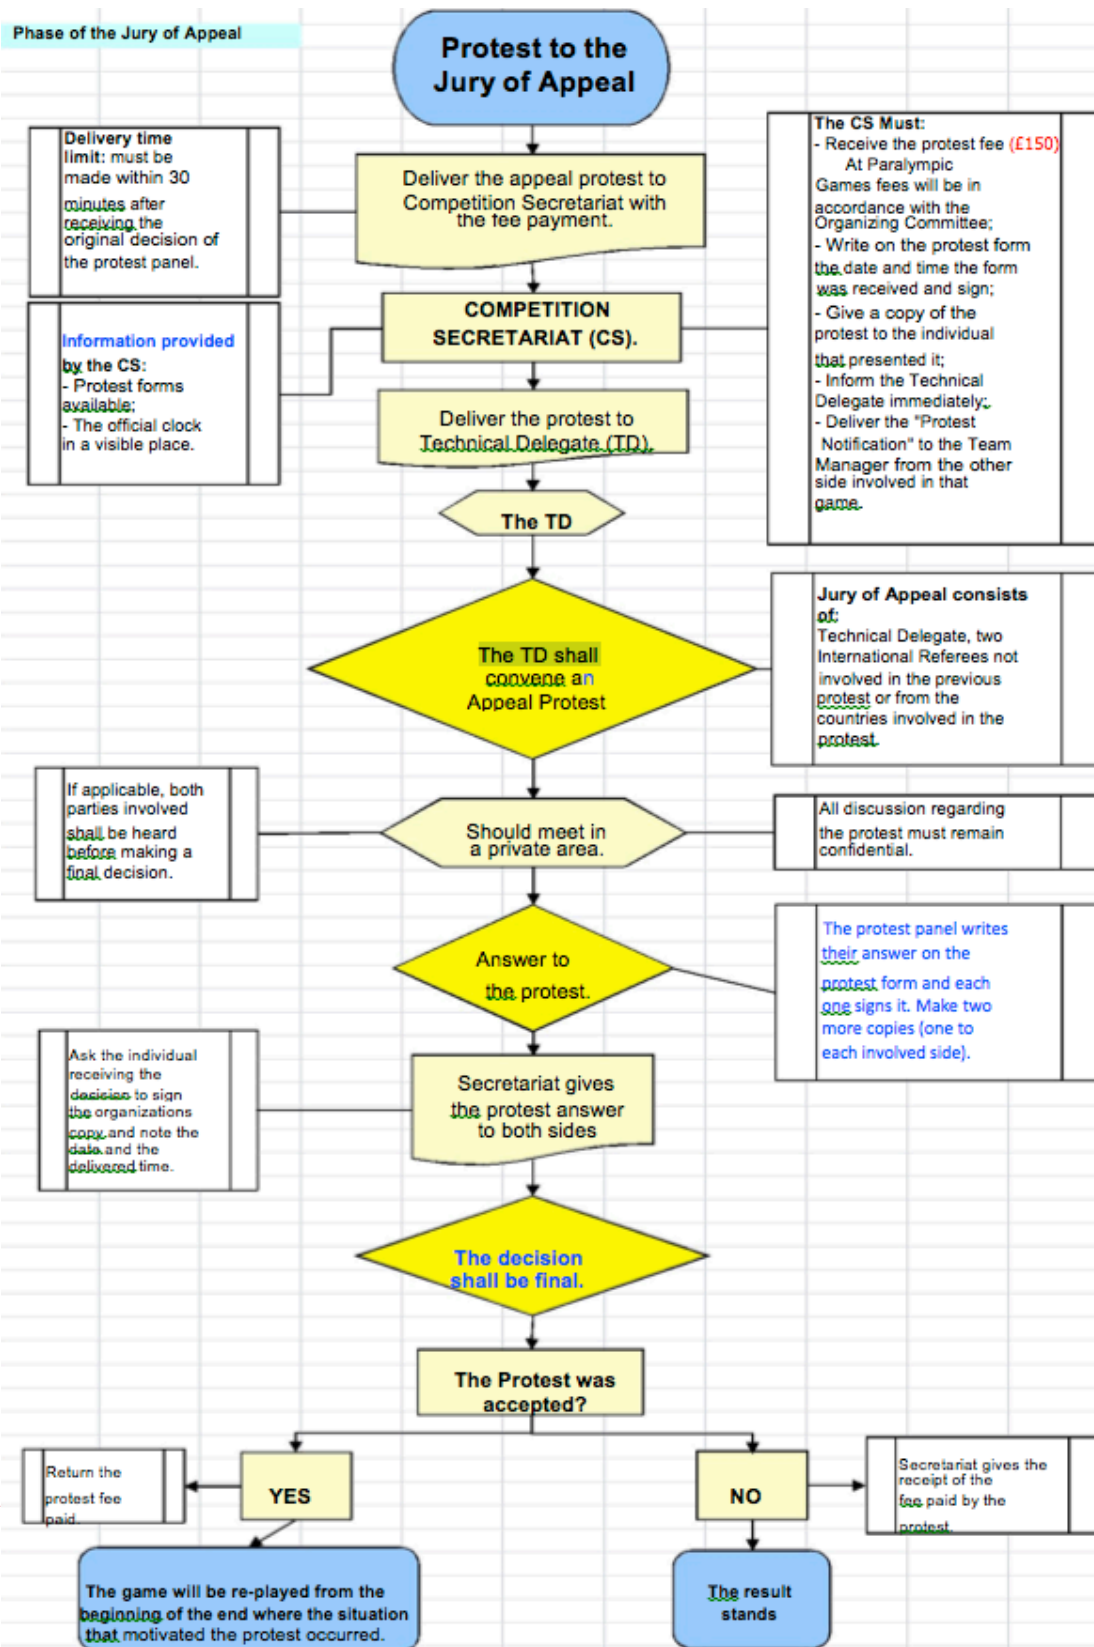 Phase of the Jury of Appeal
Protest to the
Jury of Appeal
Delivery time
limit: must be
made within 30
minutes after
receiving the
original decision of
the protest panel.
Deliver the appeal protest to
Competition Secretariat with
the fee payment.
The CS Must:
- Receive the protest fee (£150)
At Paralympic
Games fees will be in
accordance with the
Organizing Committee;
- Write on the protest form
the date and time the form
was received and sign;
- Give a copy of the
protest to the individual
that presented it;
- Inform the Technical
Delegate immediately;
- Deliver the "Protest
Notification" to the Team
Manager from the other
side involved in that
game.
COMPETITION
SECRETARIAT (CS).
Information provided
by the CS:
- Protest forms
available;
- The official clock
in a visible place.
Deliver the protest to
Technical Delegate (TD).
The TD
The TD shall
convene an
Appeal Protest
Jury of Appeal consists
of:
Technical Delegate, two
International Referees not
involved in the previous
protest or from the
countries involved in the
protest.
If applicable, both
parties involved
shall be heard
before making a
final decision.
Should meet in
a private area.
All discussion regarding
the protest must remain
confidential.
Answer to
the protest.
The protest panel writes
their answer on the
protest form and each
one signs it. Make two
more copies (one to
each involved side).
Ask the individual
receiving the
decision to sign
the organizations
copy and note the
date and the
delivered time.
Secretariat gives
the protest answer
to both sides
The decision
shall be final.
The Protest was
accepted?
Return the
protest fee
paid.
YES
NO
Secretariat gives the
receipt of the
fee paid by the
protest.
The game will be re-played from the
beginning of the end where the situation
that motivated the protest occurred.
The result
stands